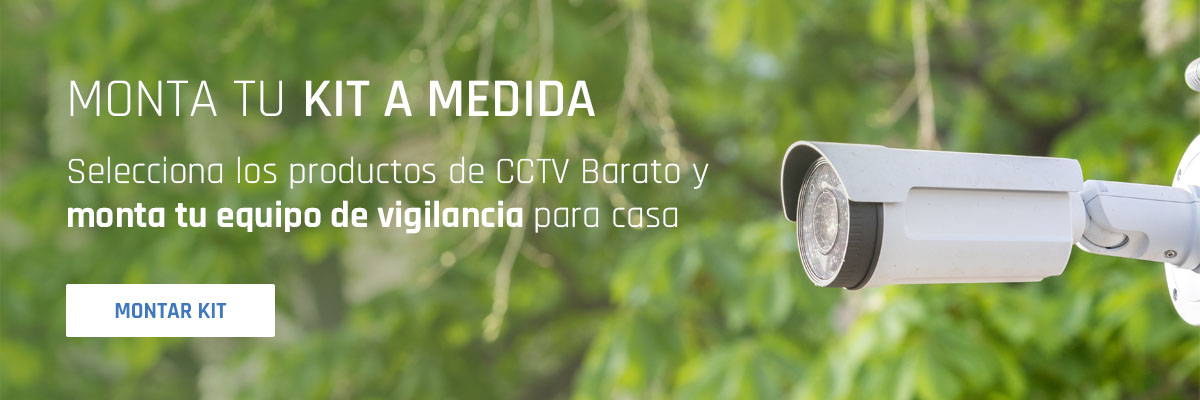 MONTA TU KIT A MEDIDA
Selecciona los productos de CCTV Barato y
monta tu equipo de vigilancia para casa
MONTAR KIT